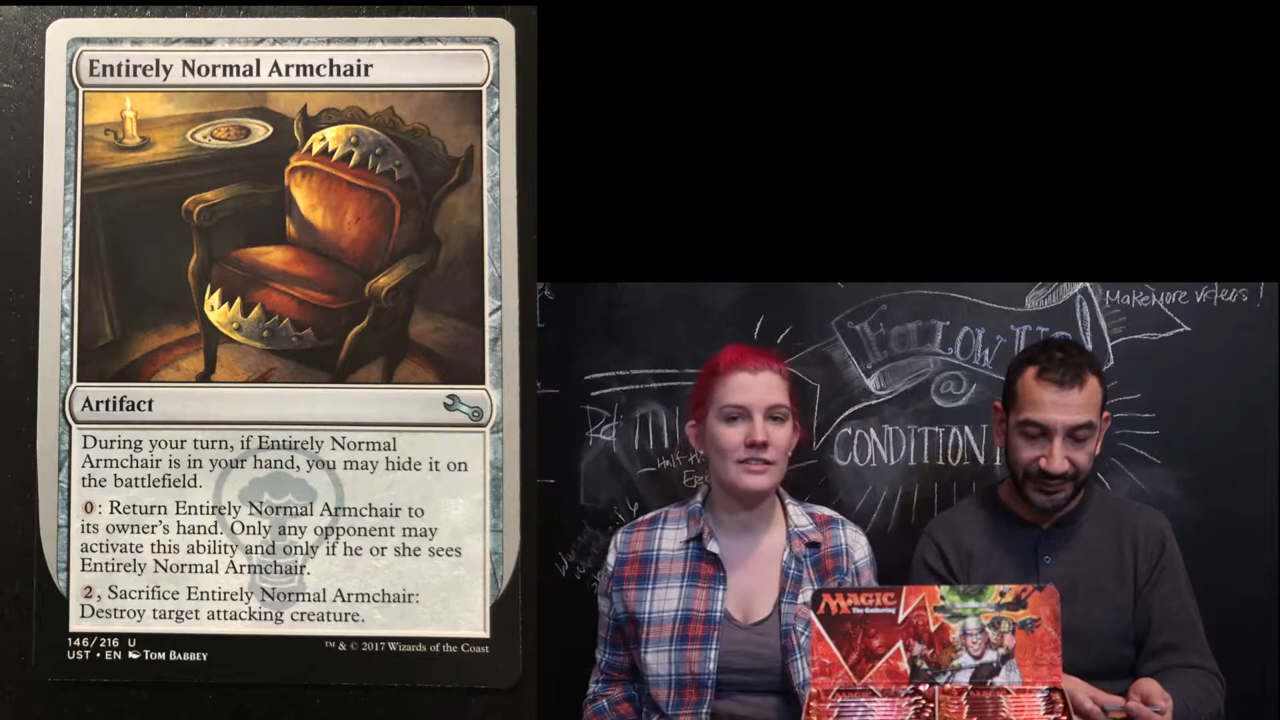 Entirely Normal Armchair
Artifact
During your turn, if Entirely Normal
Armchair is in your hand, you may hide it on
the battlefield.
0: Return Entirely Normal Armchair to
its owner's hand. Only any opponent may
activate this ability and only if he or she sees
Entirely Normal Armchair.
2, Sacrifice Entirely Normal Armchair:
Destroy target attacking creature.
146/216 U
UST • EN Tom Babbey
™ & © 2017 Wizards of the Coast
Make More Videos !
Follow Us
@
CONDITION
MAGIC
The Gathering